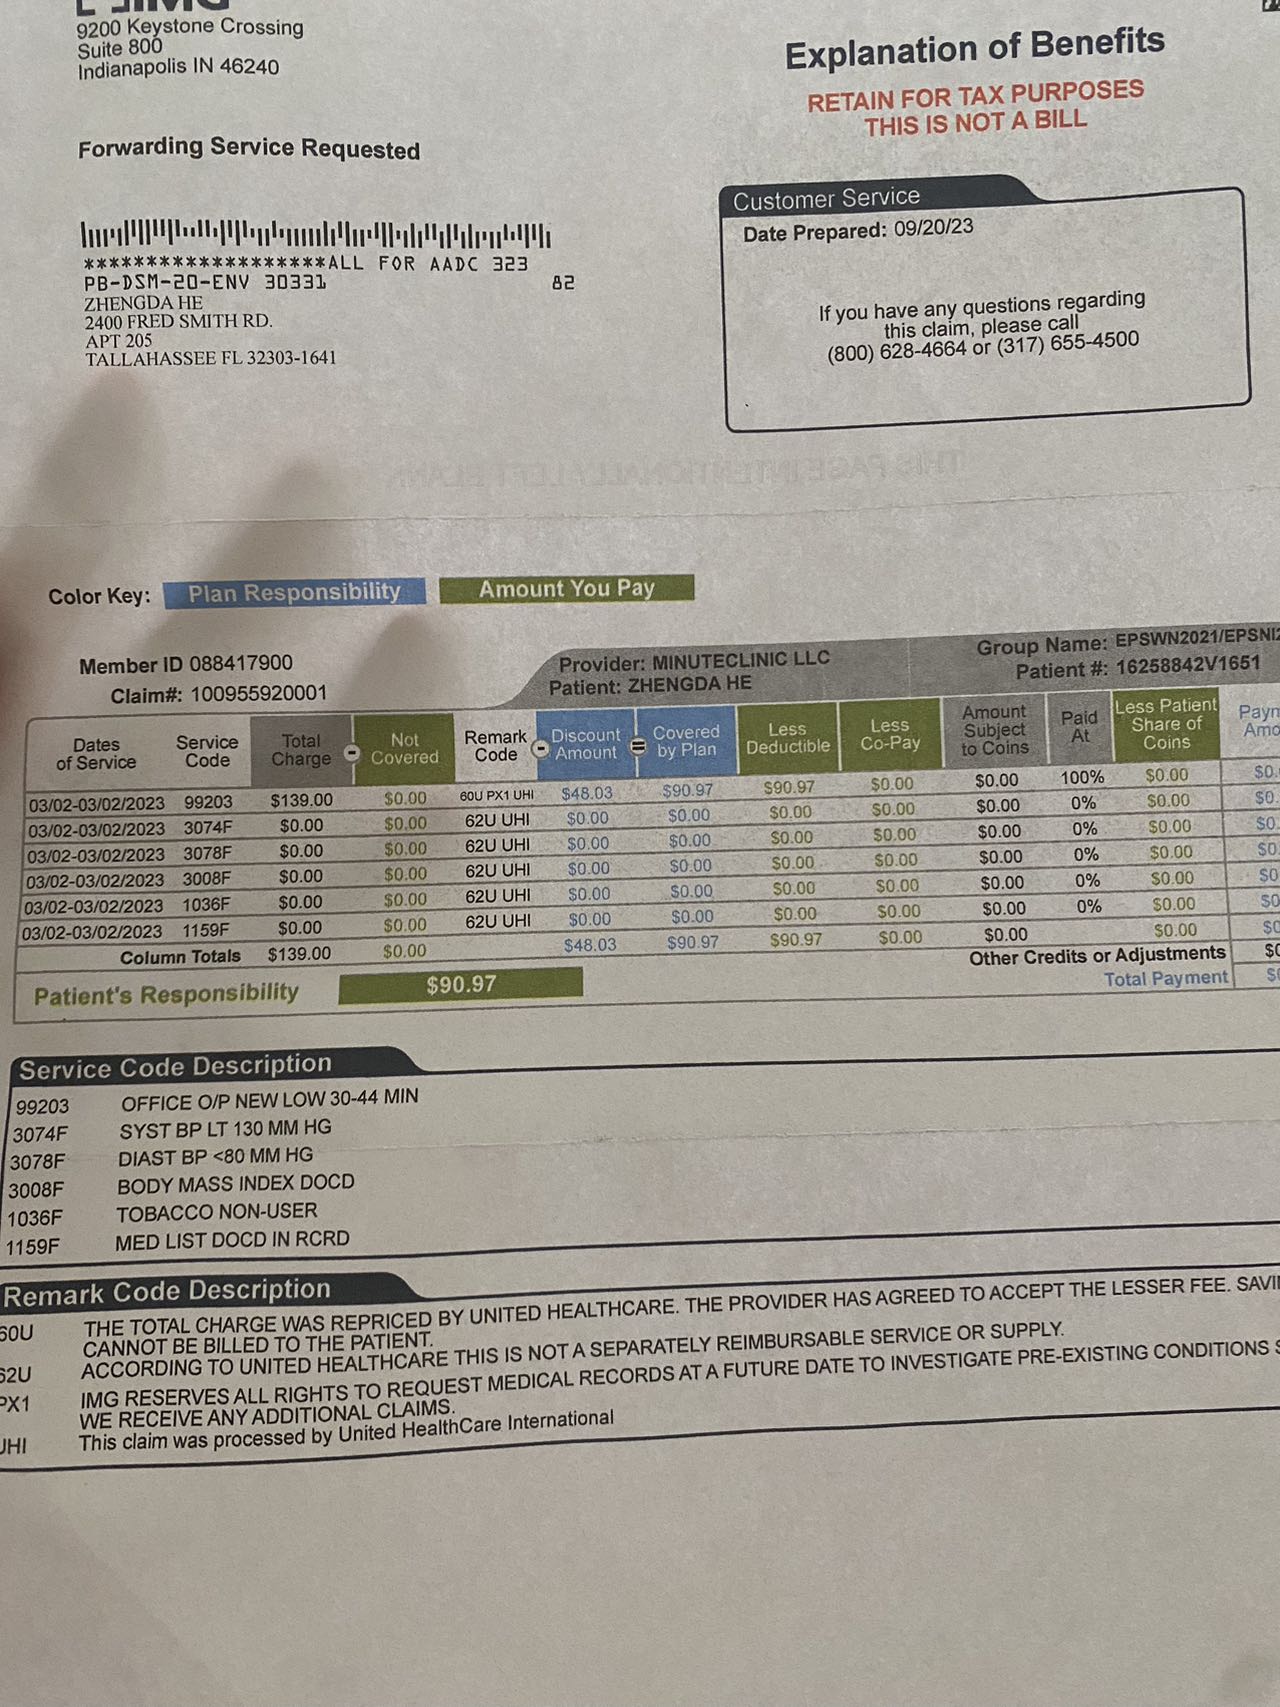 IMG
9200 Keystone Crossing
Suite 800
Indianapolis IN 46240
Explanation of Benefits
RETAIN FOR TAX PURPOSES
THIS IS NOT A BILL
Forwarding Service Requested
*******************ALL FOR AADC 323
PB-DSM-20-ENV 30331 82
ZHENGDA HE
2400 FRED SMITH RD.
APT 205
TALLAHASSEE FL 32303-1641
Customer Service
Date Prepared: 09/20/23
If you have any questions regarding
this claim, please call
(800) 628-4664 or (317) 655-4500
THIS PAGE INTENTIONALLY LEFT BLANK
Color Key: Plan Responsibility Amount You Pay
Member ID 088417900
Claim#: 100955920001
Provider: MINUTECLINIC LLC
Patient: ZHENGDA HE
Group Name: EPSWN2021/EPSNI2
Patient #: 16258842V1651
Dates of Service Service Code Total Charge - Not Covered Remark Code - Discount Amount = Covered by Plan Less Deductible Less Co-Pay Amount Subject to Coins Paid At Less Patient Share of Coins
03/02-03/02/2023 99203 $139.00 $0.00 60U PX1 UHI $48.03 $90.97 $90.97 $0.00 $0.00 100% $0.00 $0.
03/02-03/02/2023 3074F $0.00 $0.00 62U UHI $0.00 $0.00 $0.00 $0.00 $0.00 0% $0.00 $0.
03/02-03/02/2023 3078F $0.00 $0.00 62U UHI $0.00 $0.00 $0.00 $0.00 $0.00 0% $0.00 $0.
03/02-03/02/2023 3008F $0.00 $0.00 62U UHI $0.00 $0.00 $0.00 $0.00 $0.00 0% $0.00 $0.
03/02-03/02/2023 1036F $0.00 $0.00 62U UHI $0.00 $0.00 $0.00 $0.00 $0.00 0% $0.00 $0
03/02-03/02/2023 1159F $0.00 $0.00 62U UHI $0.00 $0.00 $0.00 $0.00 $0.00 0% $0.00 $0
Column Totals $139.00 $0.00 $48.03 $90.97 $90.97 $0.00 $0.00 $0.00 $0
Other Credits or Adjustments $0
Patient's Responsibility $90.97 Total Payment $
Service Code Description
99203 OFFICE O/P NEW LOW 30-44 MIN
3074F SYST BP LT 130 MM HG
3078F DIAST BP <80 MM HG
3008F BODY MASS INDEX DOCD
1036F TOBACCO NON-USER
1159F MED LIST DOCD IN RCRD
Remark Code Description
60U THE TOTAL CHARGE WAS REPRICED BY UNITED HEALTHCARE. THE PROVIDER HAS AGREED TO ACCEPT THE LESSER FEE. SAVI
CANNOT BE BILLED TO THE PATIENT.
62U ACCORDING TO UNITED HEALTHCARE THIS IS NOT A SEPARATELY REIMBURSABLE SERVICE OR SUPPLY.
PX1 IMG RESERVES ALL RIGHTS TO REQUEST MEDICAL RECORDS AT A FUTURE DATE TO INVESTIGATE PRE-EXISTING CONDITIONS S
WE RECEIVE ANY ADDITIONAL CLAIMS.
UHI This claim was processed by United HealthCare International